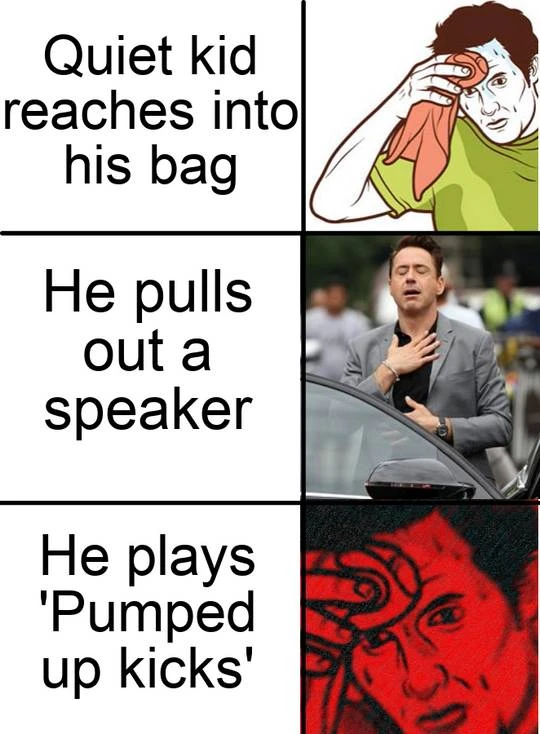 Quiet kid
reaches into
his bag
He pulls
out a
speaker
He plays
'Pumped
up kicks'